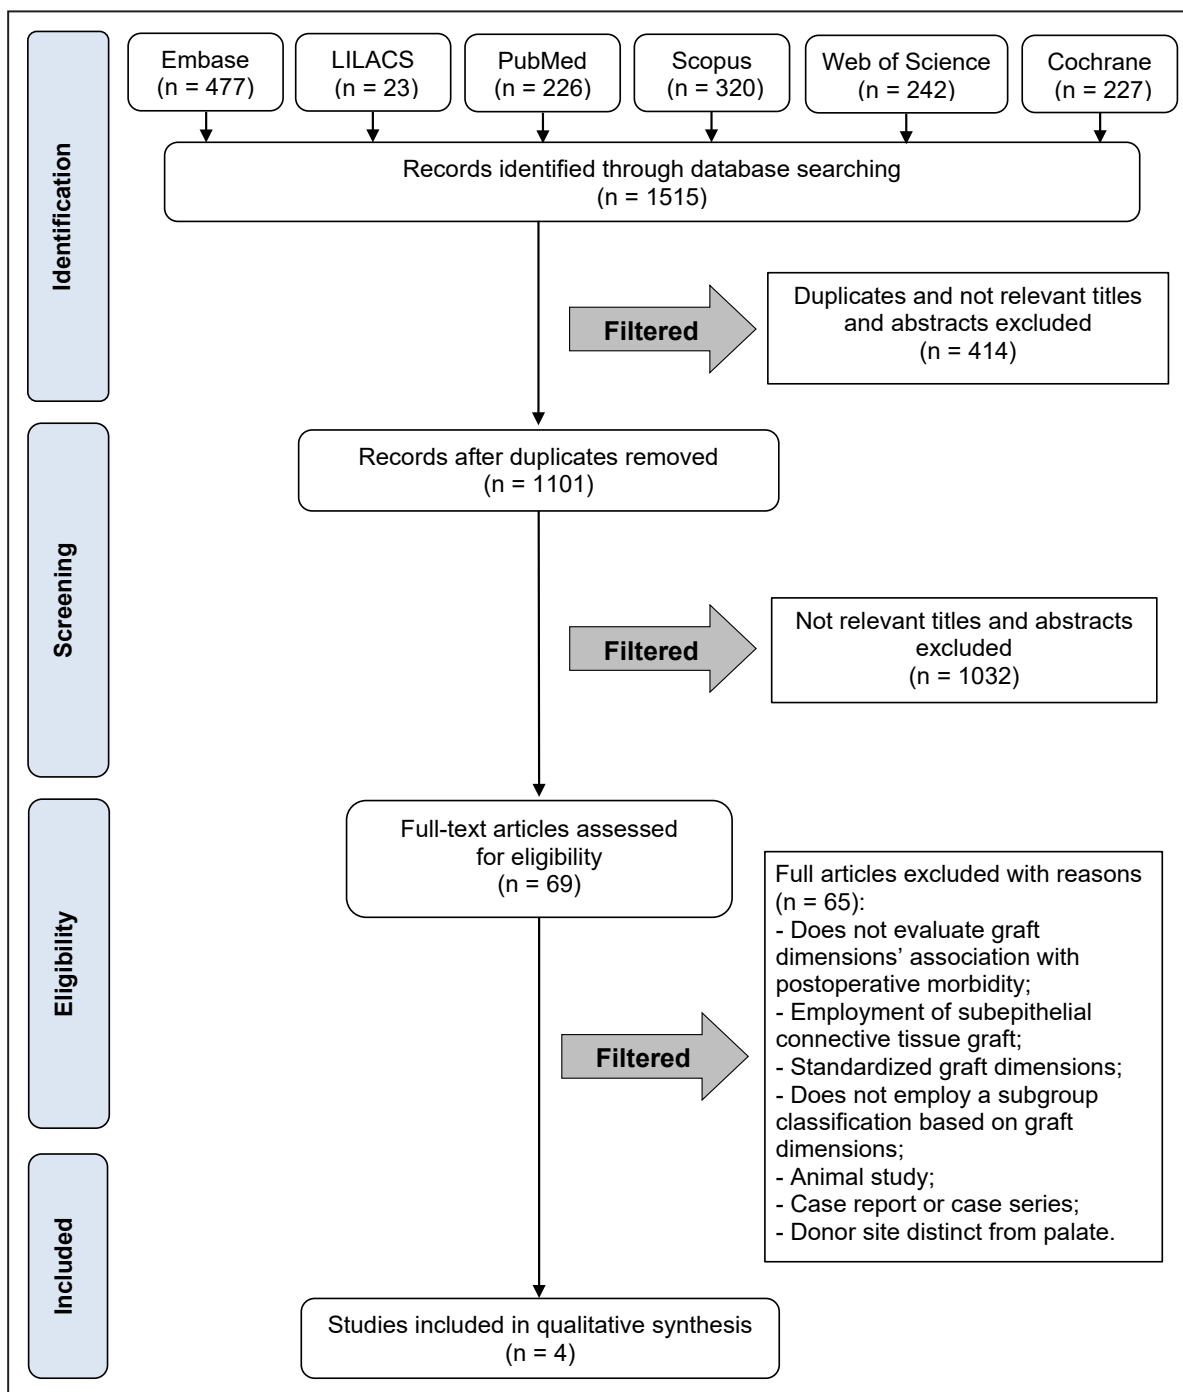 Identification
Embase
(n = 477)
LILACS
(n = 23)
PubMed
(n = 226)
Scopus
(n = 320)
Web of Science
(n = 242)
Cochrane
(n = 227)
Records identified through database searching
(n = 1515)
Filtered
Duplicates and not relevant titles
and abstracts excluded
(n = 414)
Screening
Records after duplicates removed
(n = 1101)
Filtered
Not relevant titles and abstracts
excluded
(n = 1032)
Eligibility
Full-text articles assessed
for eligibility
(n = 69)
Filtered
Full articles excluded with reasons
(n = 65):
- Does not evaluate graft
dimensions’ association with
postoperative morbidity;
- Employment of subepithelial
connective tissue graft;
- Standardized graft dimensions;
- Does not employ a subgroup
classification based on graft
dimensions;
- Animal study;
- Case report or case series;
- Donor site distinct from palate.
Included
Studies included in qualitative synthesis
(n = 4)